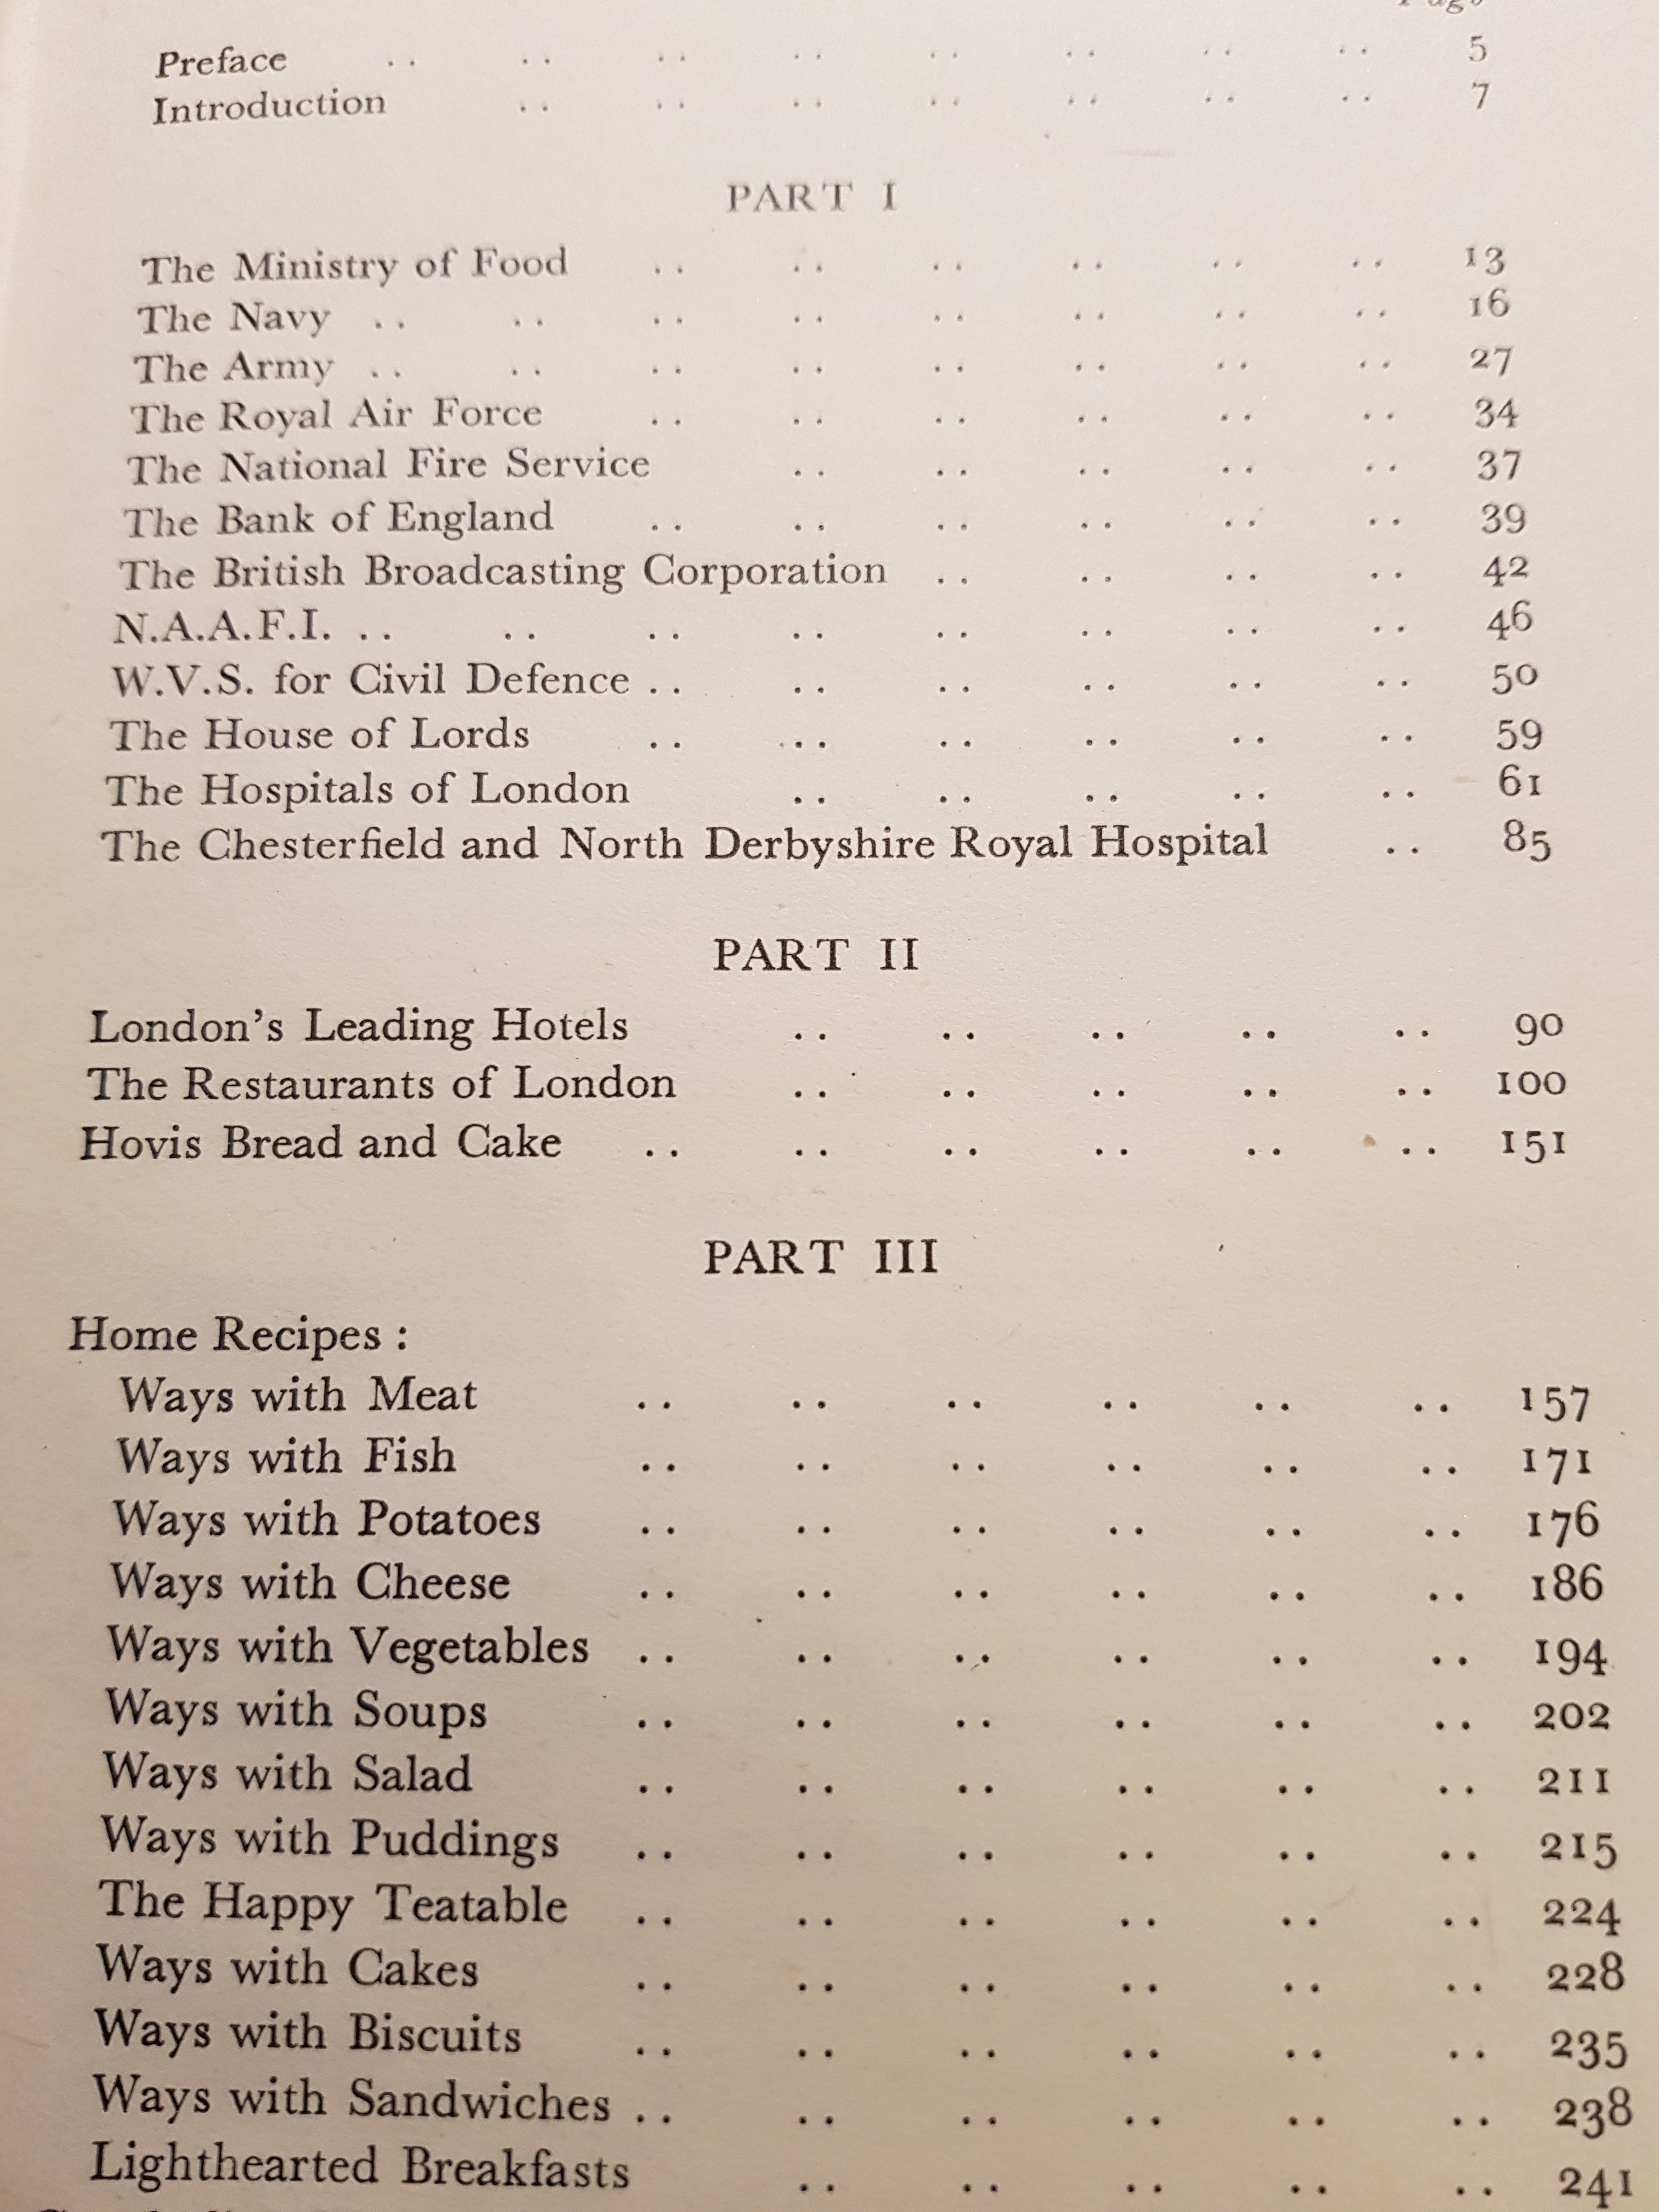 Page
Preface .. .. .. .. .. .. .. .. 5
Introduction .. .. .. .. .. .. .. 7
PART I
The Ministry of Food .. .. .. .. .. .. 13
The Navy .. .. .. .. .. .. .. .. 16
The Army .. .. .. .. .. .. .. .. 27
The Royal Air Force .. .. .. .. .. .. 34
The National Fire Service .. .. .. .. .. 37
The Bank of England .. .. .. .. .. .. 39
The British Broadcasting Corporation .. .. .. .. 42
N.A.A.F.I. .. .. .. .. .. .. .. .. 46
W.V.S. for Civil Defence .. .. .. .. .. .. 50
The House of Lords .. .. .. .. .. .. 59
The Hospitals of London .. .. .. .. .. 61
The Chesterfield and North Derbyshire Royal Hospital .. 85
PART II
London's Leading Hotels .. .. .. .. .. 90
The Restaurants of London .. .. .. .. .. 100
Hovis Bread and Cake .. .. .. .. .. .. 151
PART III
Home Recipes :
Ways with Meat .. .. .. .. .. .. 157
Ways with Fish .. .. .. .. .. .. 171
Ways with Potatoes .. .. .. .. .. .. 176
Ways with Cheese .. .. .. .. .. .. 186
Ways with Vegetables .. .. .. .. .. .. 194
Ways with Soups .. .. .. .. .. .. 202
Ways with Salad .. .. .. .. .. .. 211
Ways with Puddings .. .. .. .. .. .. 215
The Happy Teatable .. .. .. .. .. .. 224
Ways with Cakes .. .. .. .. .. .. 228
Ways with Biscuits .. .. .. .. .. .. 235
Ways with Sandwiches .. .. .. .. .. .. 238
Lighthearted Breakfasts .. .. .. .. .. 241